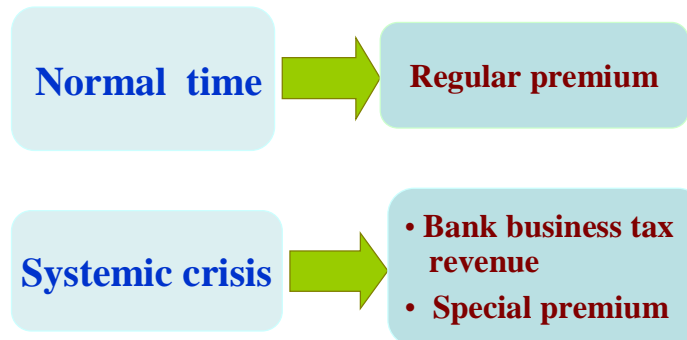 Normal time
Regular premium
Systemic crisis
• Bank business tax
revenue
• Special premium